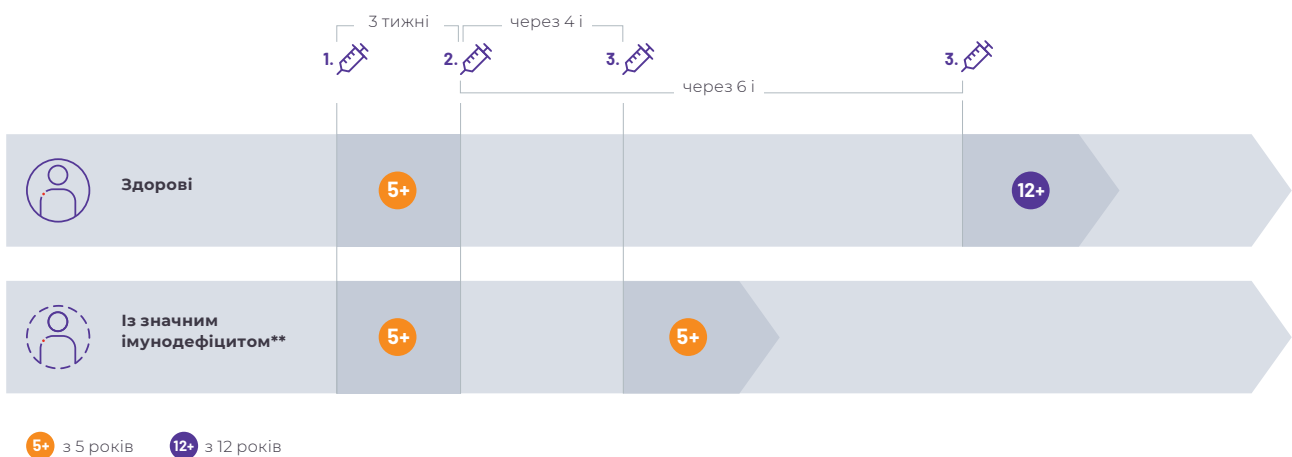 3 тижні
через 4 і
1.
2.
3.
3.
через 6 і
Здорові
5+
12+
Із значним
імунодефіцитом**
5+
5+
5+ з 5 років
12+ з 12 років